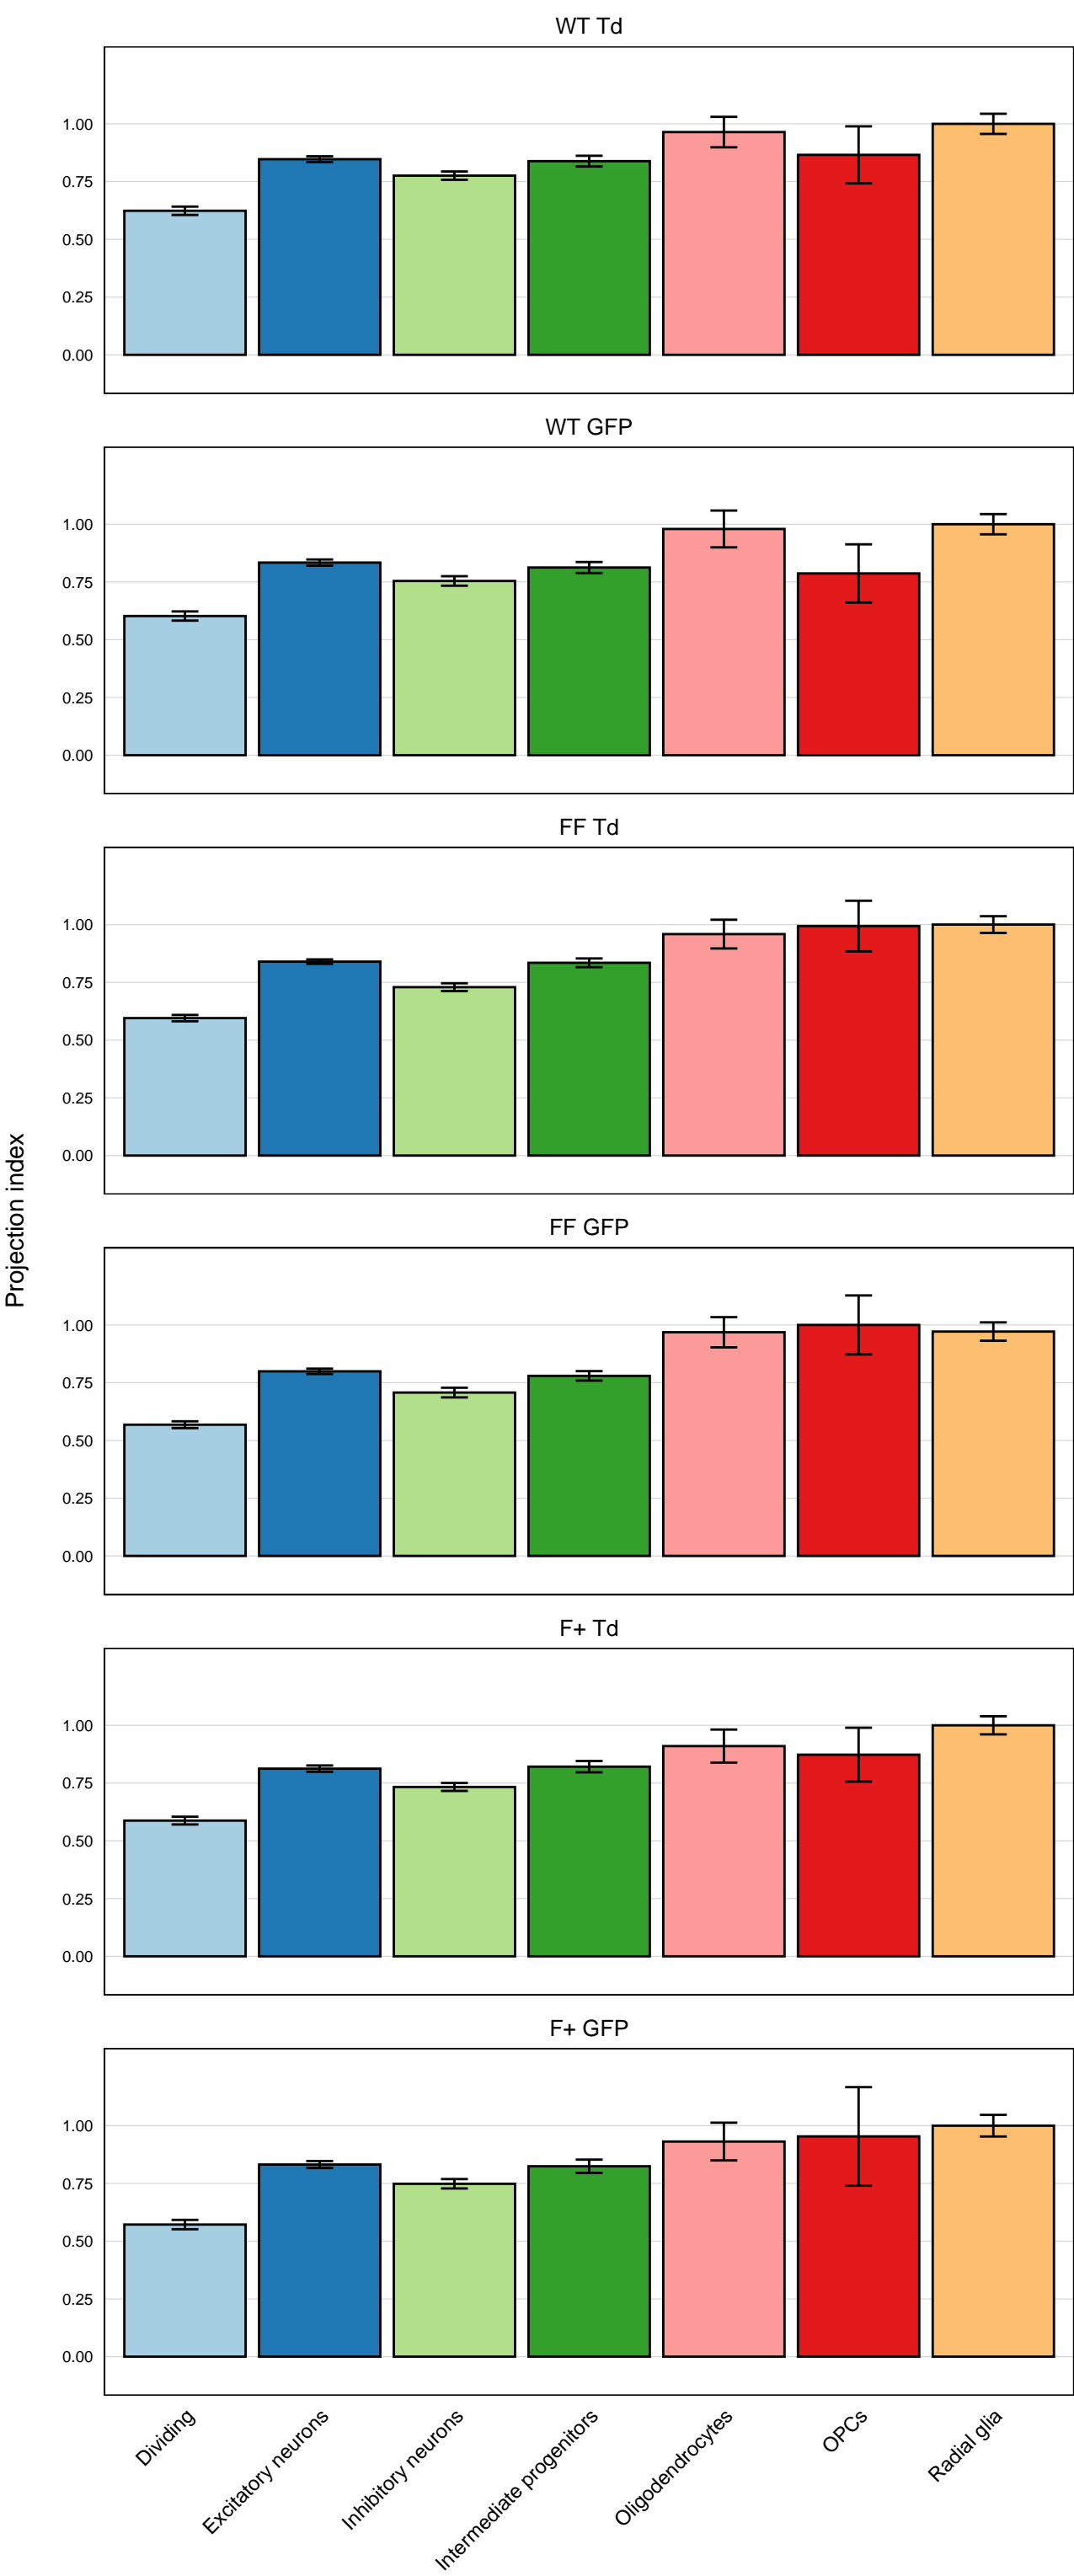 WT Td
1.00
0.75
0.50
0.25
0.00
WT GFP
1.00
0.75
0.50
0.25
0.00
FF Td
1.00
0.75
0.50
0.25
0.00
Projection index
FF GFP
1.00
0.75
0.50
0.25
0.00
F+ Td
1.00
0.75
0.50
0.25
0.00
F+ GFP
1.00
0.75
0.50
0.25
0.00
Dividing
Excitatory neurons
Inhibitory neurons
Intermediate progenitors
Oligodendrocytes
OPCs
Radial glia